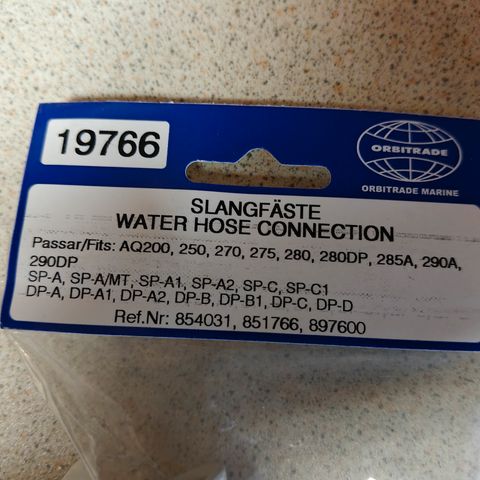 19766
ORBITRADE
ORBITRADE MARINE
SLANGFÄSTE
WATER HOSE CONNECTION
Passar/Fits: AQ200, 250, 270, 275, 280, 280DP, 285A, 290A,
290DP
SP-A, SP-A/MT, SP-A1, SP-A2, SP-C, SP-C1
DP-A, DP-A1, DP-A2, DP-B, DP-B1, DP-C, DP-D
Ref.Nr: 854031, 851766, 897600